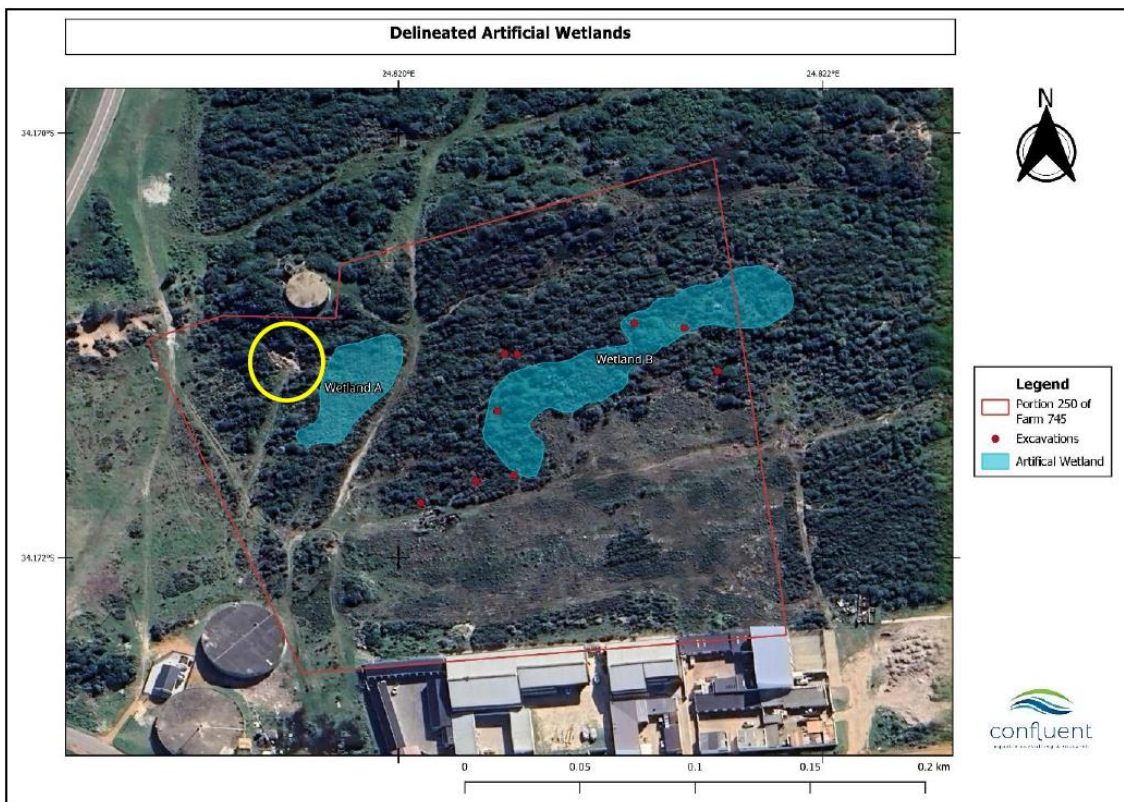 Delineated Artificial Wetlands
24.820°E
24.822°E
34.170°S
34.172°S
N
Wetland A
Wetland B
Legend
Portion 250 of
Farm 745
Excavations
Artifical Wetland
confluent
0
0.05
0.1
0.15
0.2 km